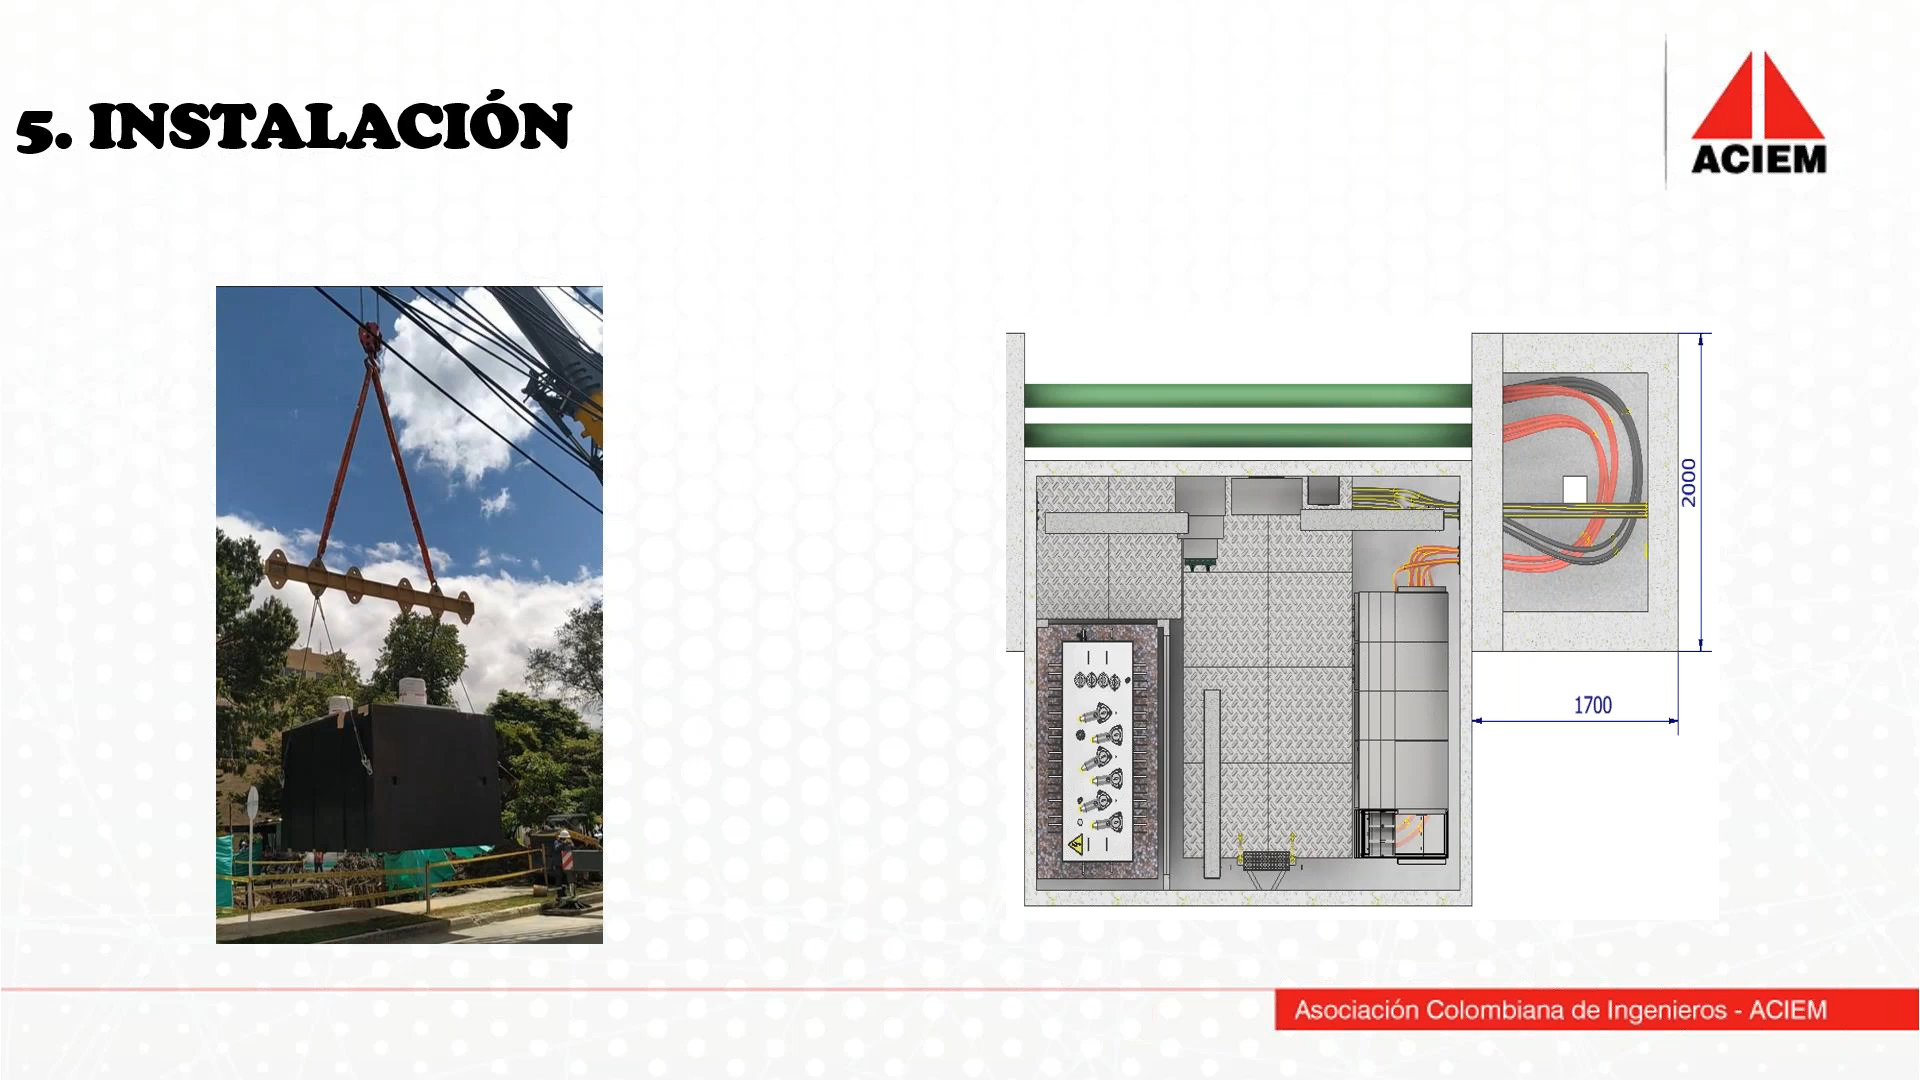 5. INSTALACIÓN
ACIEM
2000
1700
Asociación Colombiana de Ingenieros - ACIEM